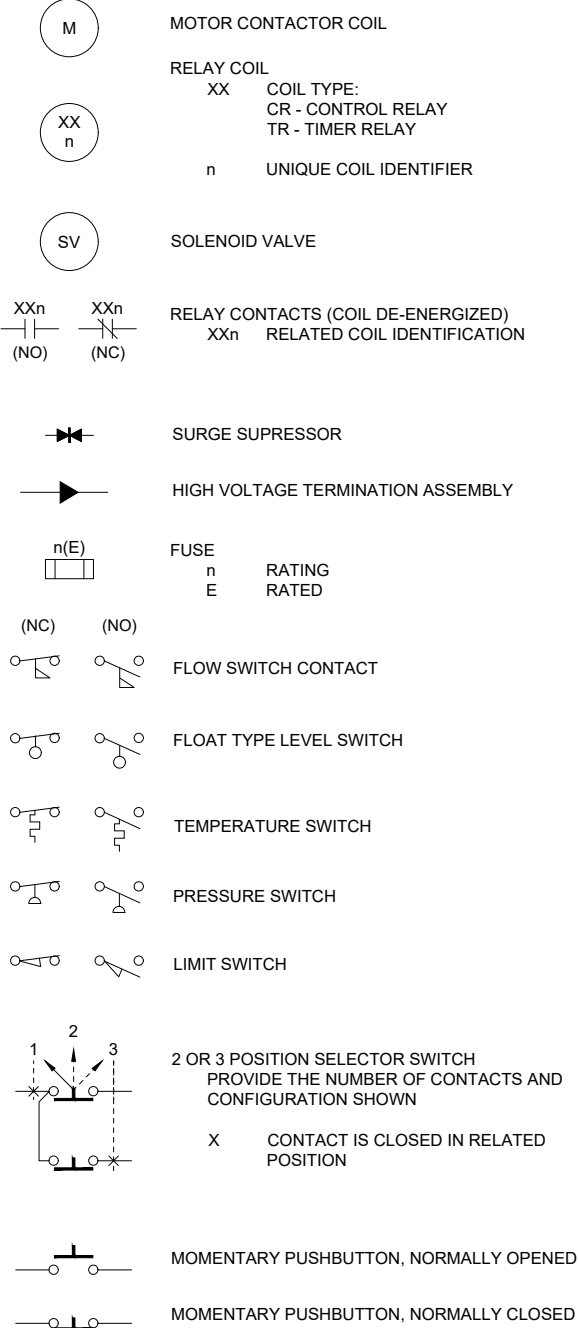 M MOTOR CONTACTOR COIL
RELAY COIL
XX COIL TYPE:
CR - CONTROL RELAY
XX
n
TR - TIMER RELAY
n UNIQUE COIL IDENTIFIER
SV SOLENOID VALVE
XXn XXn
RELAY CONTACTS (COIL DE-ENERGIZED)
XXn RELATED COIL IDENTIFICATION
(NO) (NC)
SURGE SUPRESSOR
HIGH VOLTAGE TERMINATION ASSEMBLY
n(E) FUSE
n RATING
E RATED
(NC) (NO)
FLOW SWITCH CONTACT
FLOAT TYPE LEVEL SWITCH
TEMPERATURE SWITCH
PRESSURE SWITCH
LIMIT SWITCH
1 2 3
2 OR 3 POSITION SELECTOR SWITCH
PROVIDE THE NUMBER OF CONTACTS AND
CONFIGURATION SHOWN
X CONTACT IS CLOSED IN RELATED
POSITION
MOMENTARY PUSHBUTTON, NORMALLY OPENED
MOMENTARY PUSHBUTTON, NORMALLY CLOSED